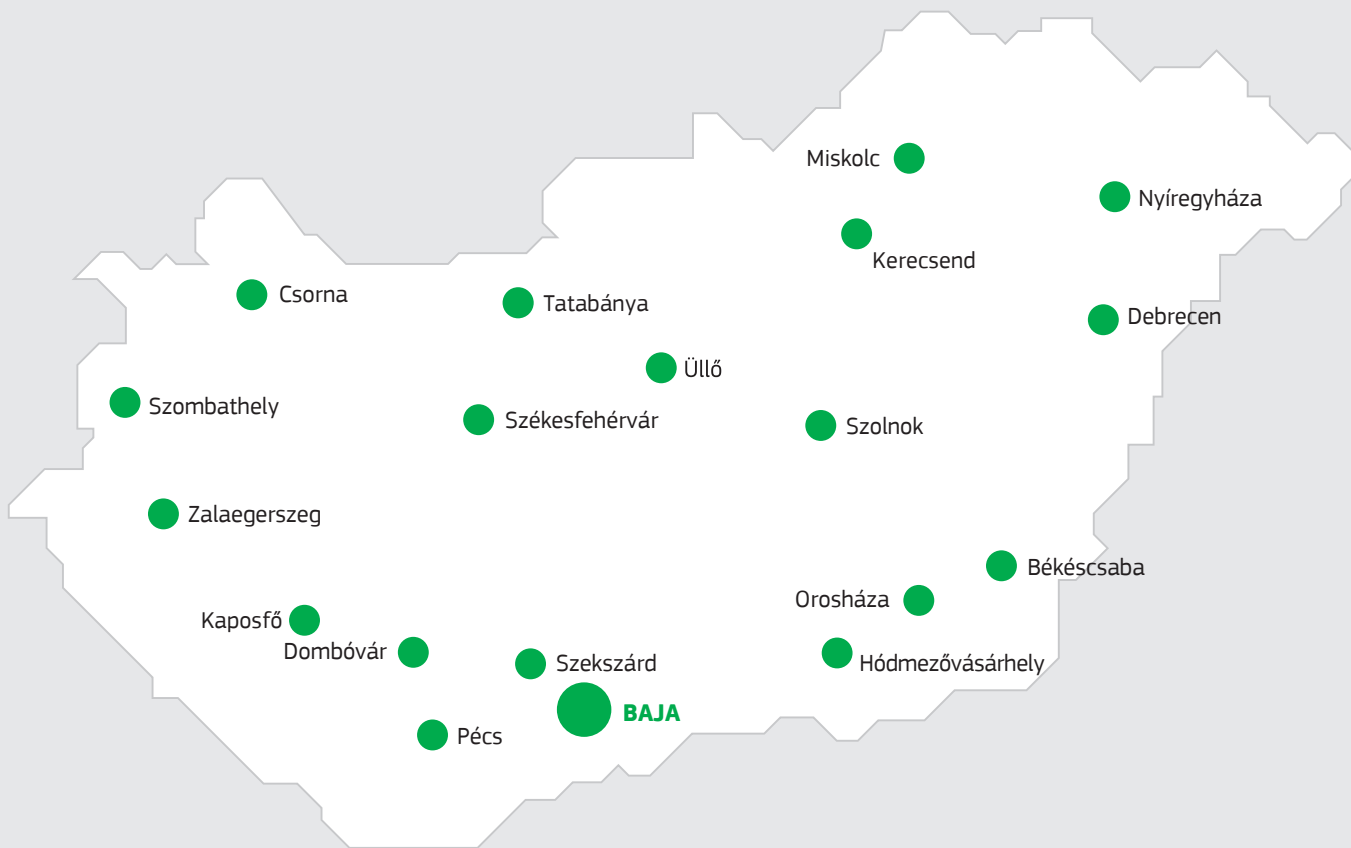 Miskolc
Nyíregyháza
Kerecsend
Csorna
Tatabánya
Debrecen
Üllő
Szombathely
Székesfehérvár
Szolnok
Zalaegerszeg
Békéscsaba
Orosháza
Kaposfő
Dombóvár
Szekszárd
Hódmezővásárhely
BAJA
Pécs